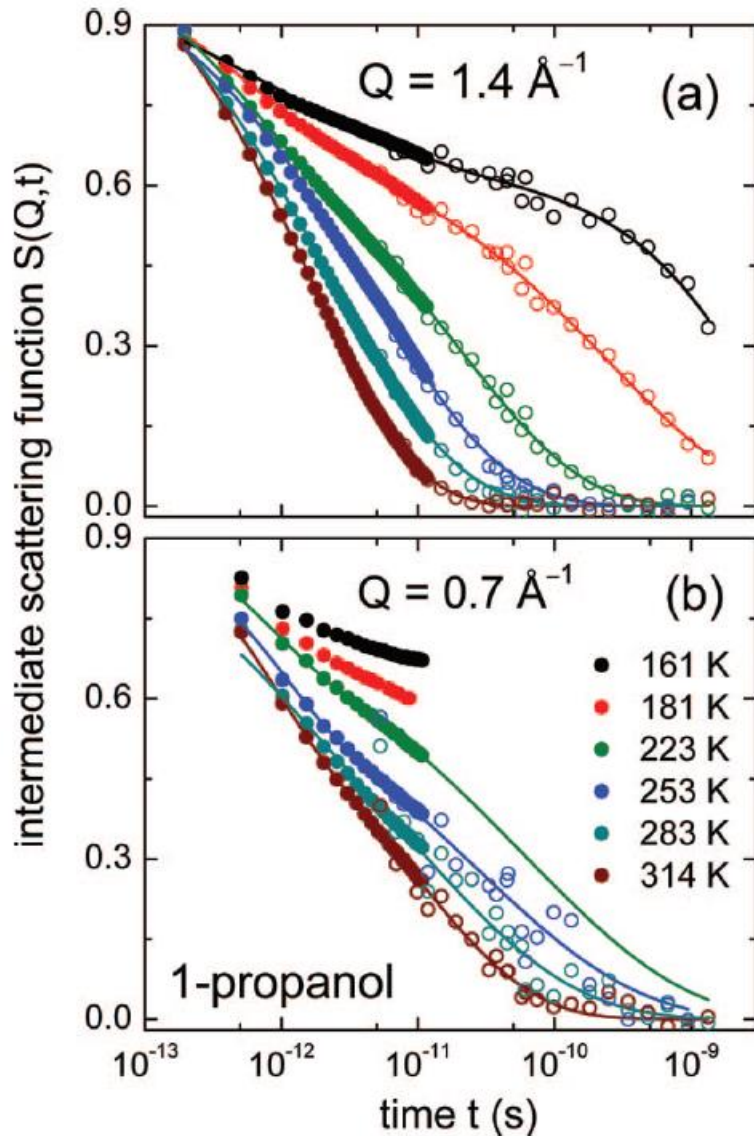 intermediate scattering function S(Q,t)
0.9
Q = 1.4 Å⁻¹
(a)
0.6
0.3
0.0
0.9
Q = 0.7 Å⁻¹
(b)
0.6
161 K
181 K
223 K
0.3
253 K
283 K
314 K
1-propanol
0.0
10⁻¹³ 10⁻¹² 10⁻¹¹ 10⁻¹⁰ 10⁻⁹
time t (s)